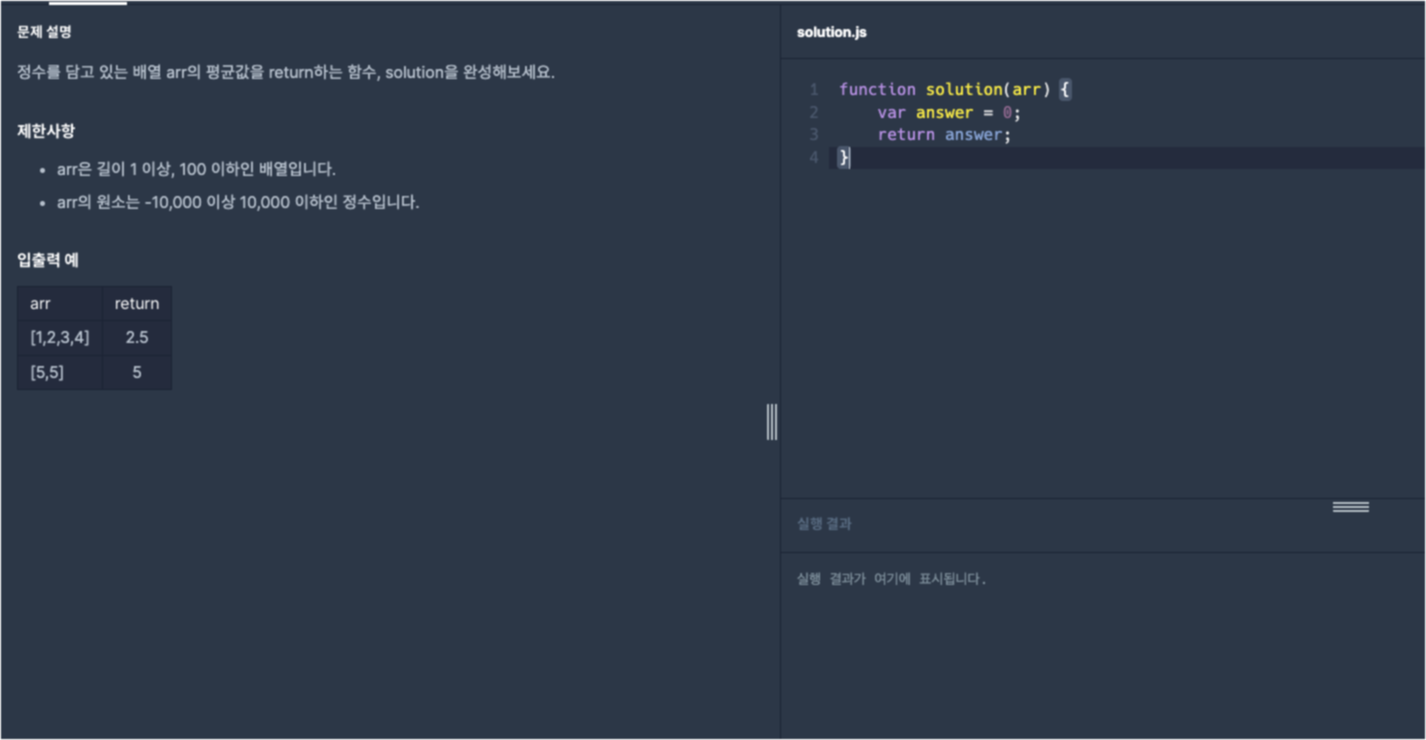 문제 설명
정수를 담고 있는 배열 arr의 평균값을 return하는 함수, solution을 완성해보세요.
제한사항
• arr은 길이 1 이상, 100 이하인 배열입니다.
• arr의 원소는 -10,000 이상 10,000 이하인 정수입니다.
입출력 예
arr return
[1,2,3,4] 2.5
[5,5] 5
solution.js
1 function solution(arr) {
2     var answer = 0;
3     return answer;
4 }
실행 결과
실행 결과가 여기에 표시됩니다.